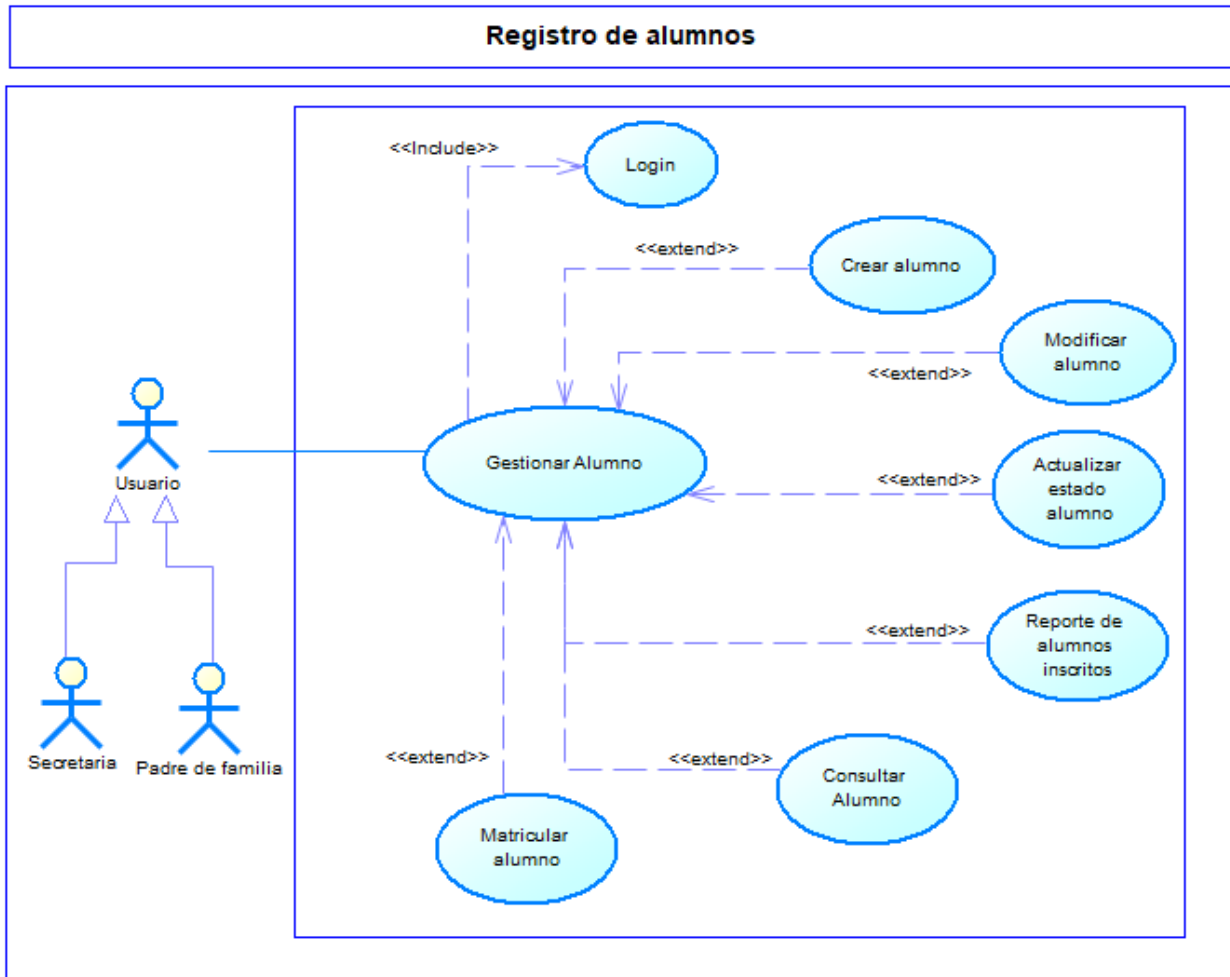 Registro de alumnos
<<Include>>
Login
<<extend>>
Crear alumno
Modificar
alumno
<<extend>>
Usuario
Gestionar Alumno
Actualizar
estado
alumno
<<extend>>
Reporte de
alumnos
inscritos
<<extend>>
Secretaria
Padre de familia
<<extend>>
Matricular
alumno
<<extend>>
Consultar
Alumno